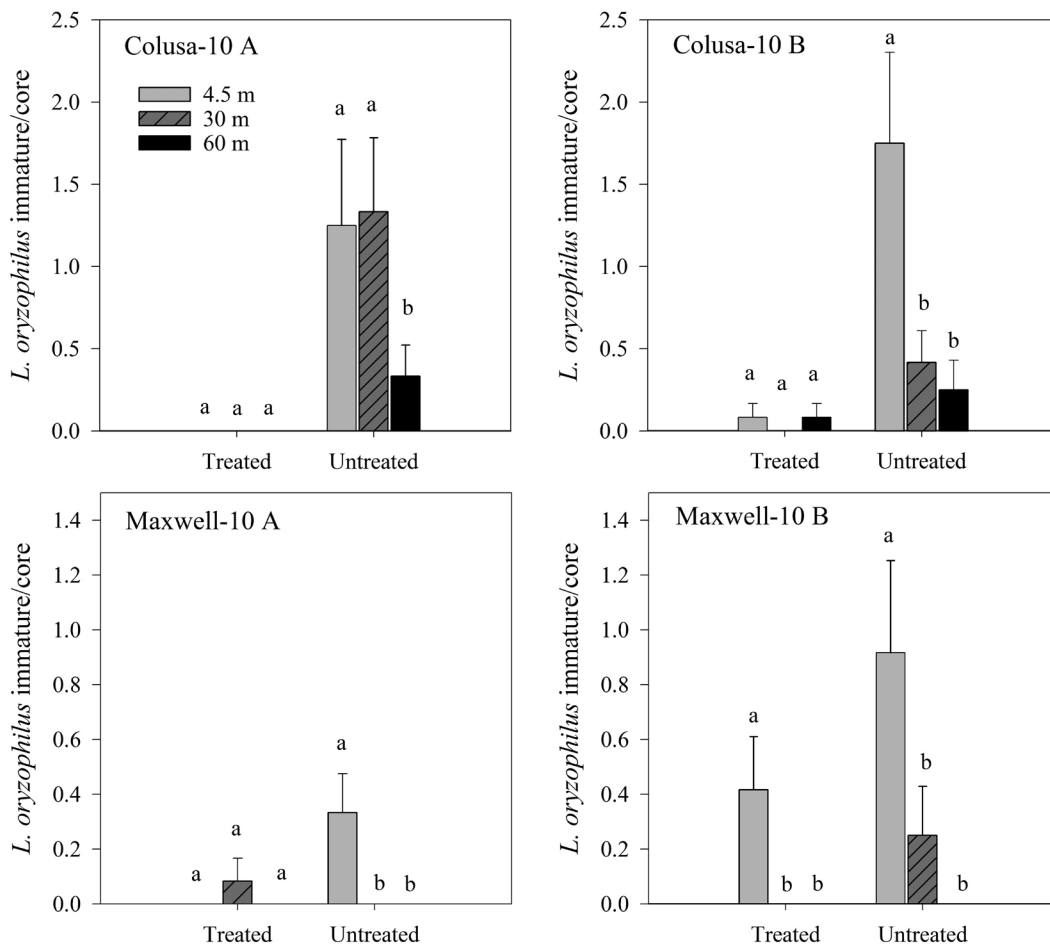 Colusa-10 A
4.5 m
30 m
60 m
L. oryzophilus immature/core
2.5
2.0
1.5
1.0
0.5
0.0
a a
b
a a a
Treated Untreated
Colusa-10 B
L. oryzophilus immature/core
2.5
2.0
1.5
1.0
0.5
0.0
a
b
b
a a a
Treated Untreated
Maxwell-10 A
L. oryzophilus immature/core
1.4
1.2
1.0
0.8
0.6
0.4
0.2
0.0
a
a
a a b b
Treated Untreated
Maxwell-10 B
L. oryzophilus immature/core
1.4
1.2
1.0
0.8
0.6
0.4
0.2
0.0
a
a
b
b b b
Treated Untreated